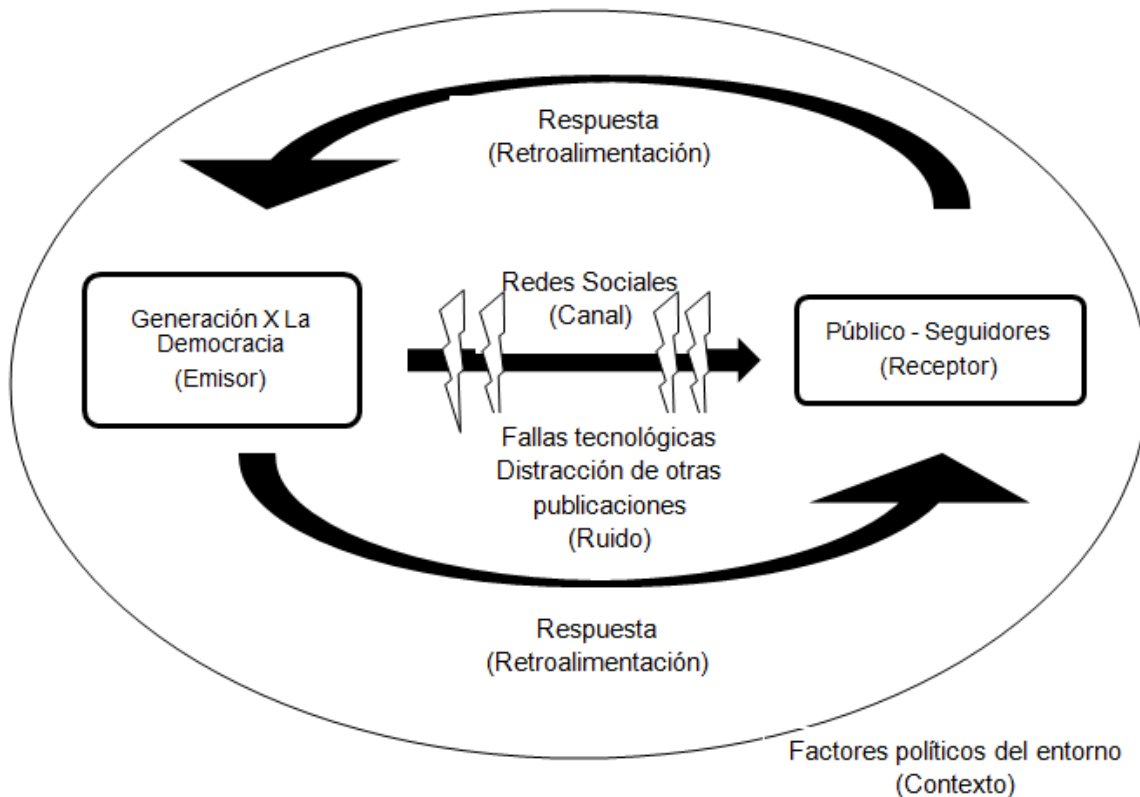 Respuesta
(Retroalimentación)
Redes Sociales
(Canal)
Generación X La
Democracia
(Emisor)
Público - Seguidores
(Receptor)
Fallas tecnológicas
Distracción de otras
publicaciones
(Ruido)
Respuesta
(Retroalimentación)
Factores políticos del entorno
(Contexto)